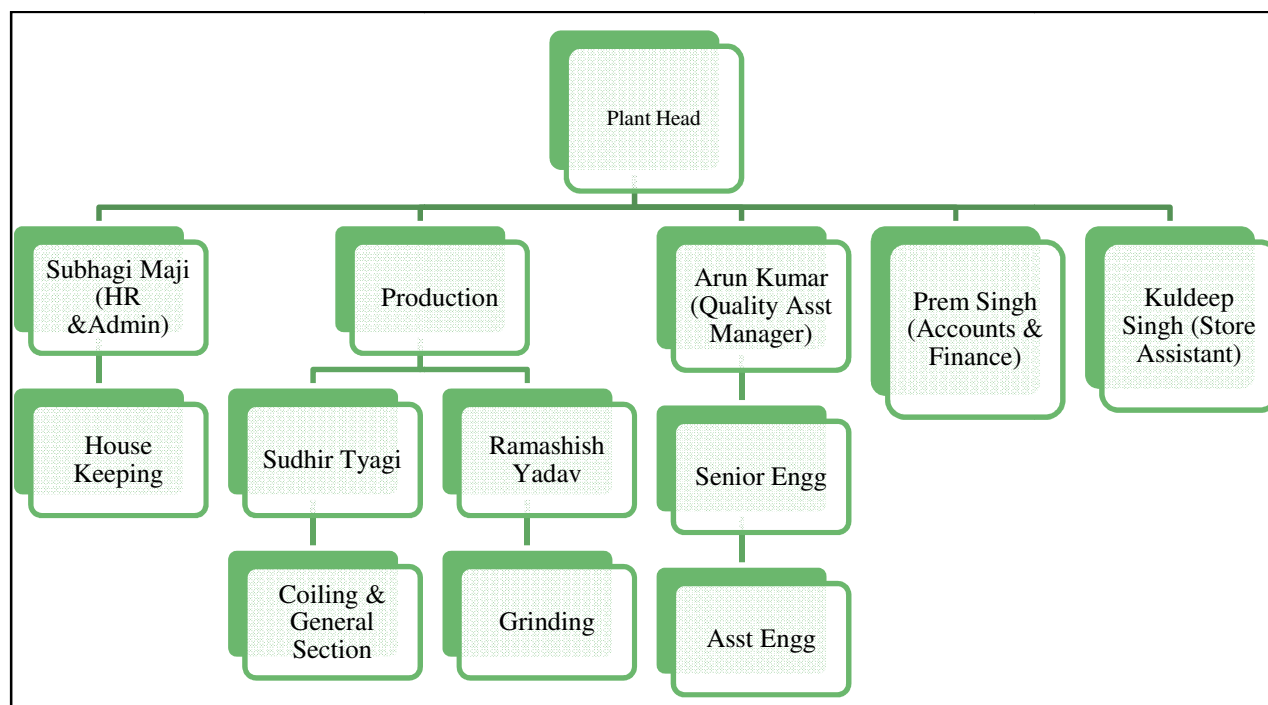 Plant Head
Subhagi Maji
(HR
&Admin)
Production
Arun Kumar
(Quality Asst
Manager)
Prem Singh
(Accounts &
Finance)
Kuldeep
Singh (Store
Assistant)
House
Keeping
Sudhir Tyagi
Ramashish
Yadav
Senior Engg
Coiling &
General
Section
Grinding
Asst Engg